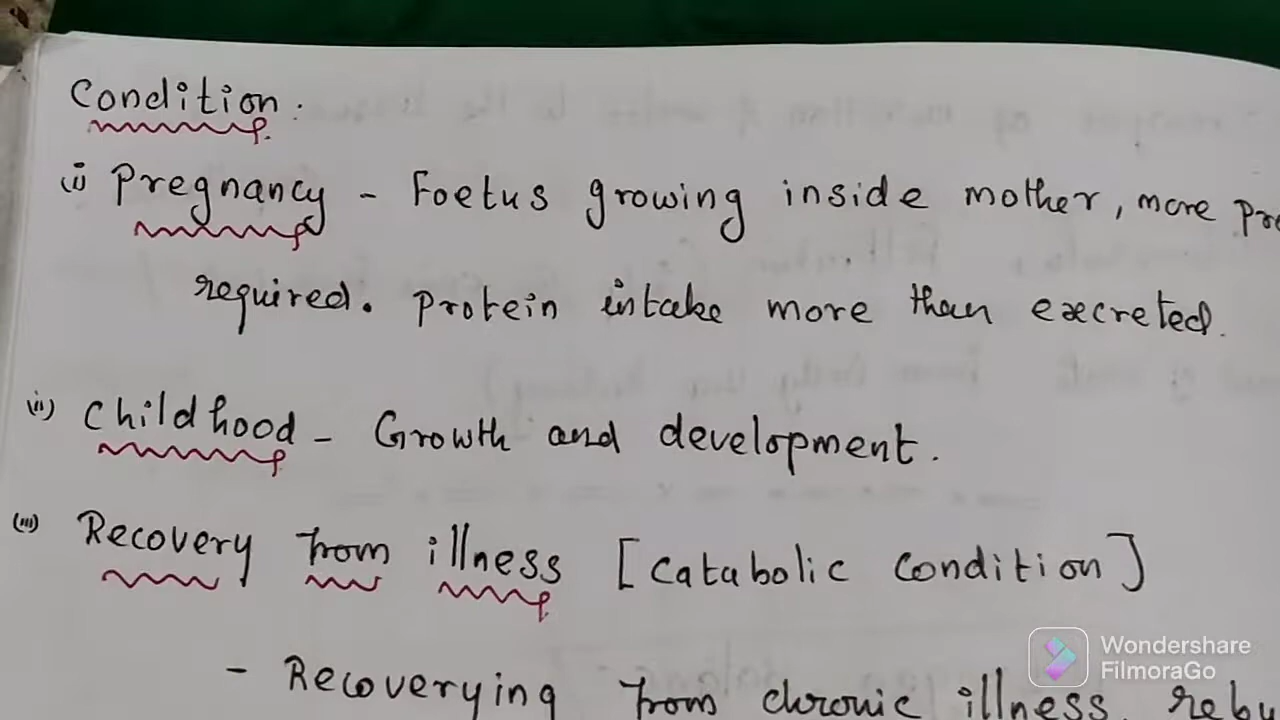 Condition.
(i) Pregnancy - Foetus growing inside mother, more
required. Protein intake more than excreted.
(ii) Childhood - Growth and development.
(iii) Recovery from illness [Catabolic Condition]
- Recoverying from chronic illness,
Wondershare
FilmoraGo